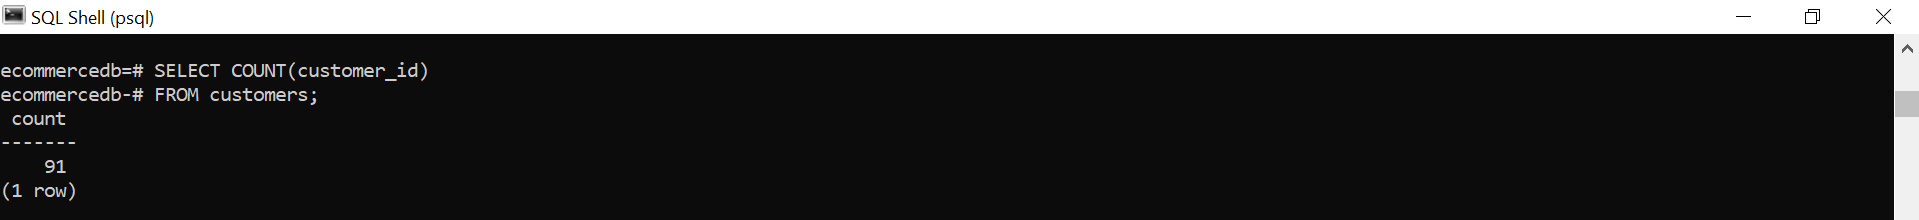 SQL Shell (psql)
ecommercedb=# SELECT COUNT(customer_id)
ecommercedb-# FROM customers;
 count
-------
    91
(1 row)